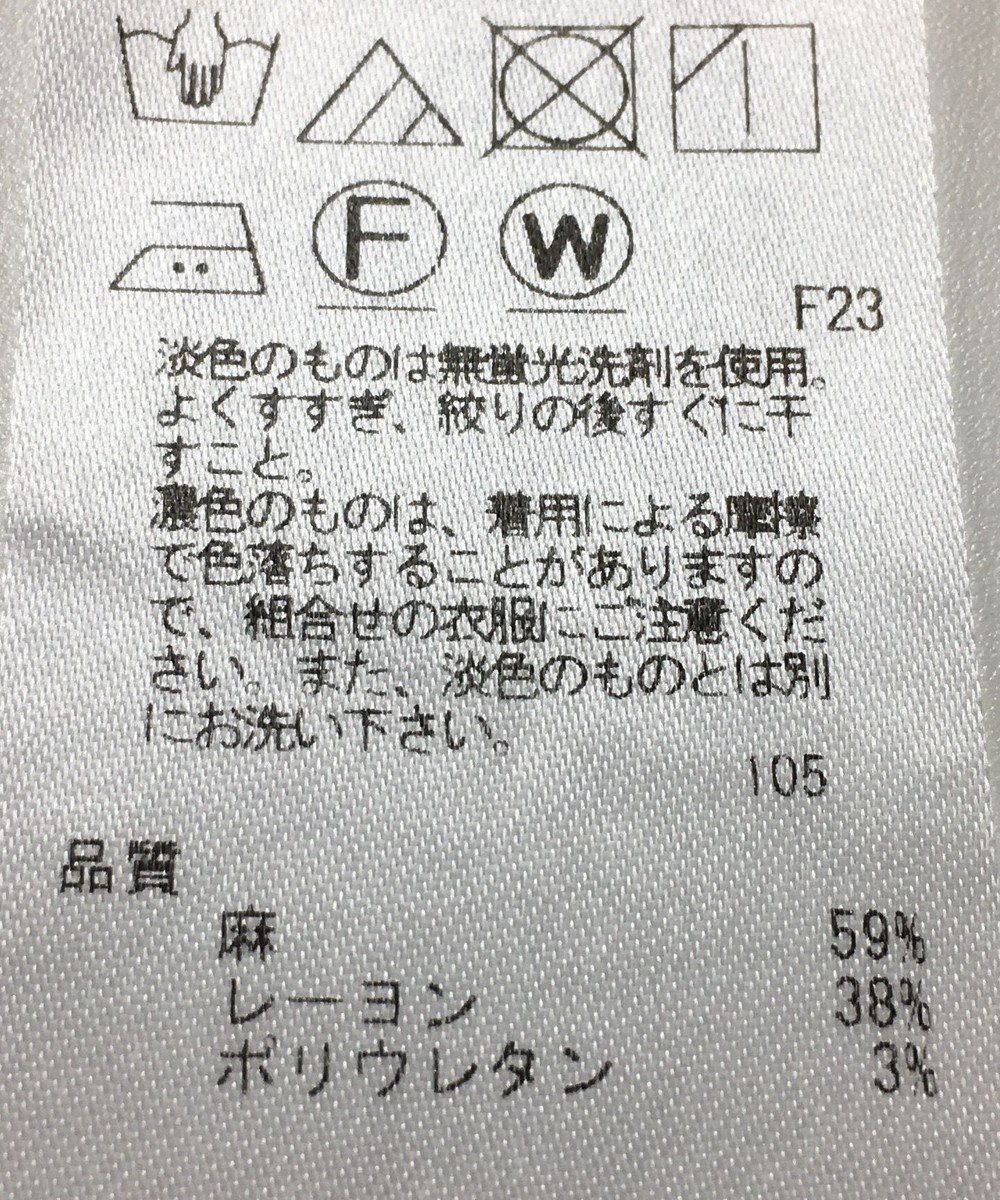 F W
F23
淡色のものは無蛍光洗剤を使用。
よくすすぎ、絞りの後すぐに干
すこと。
濃色のものは、着用による摩擦
で色落ちすることがありますの
で、組合せの衣服にご注意くだ
さい。また、淡色のものとは別
にお洗い下さい。
105
品質
麻 59%
レーヨン 38%
ポリウレタン 3%